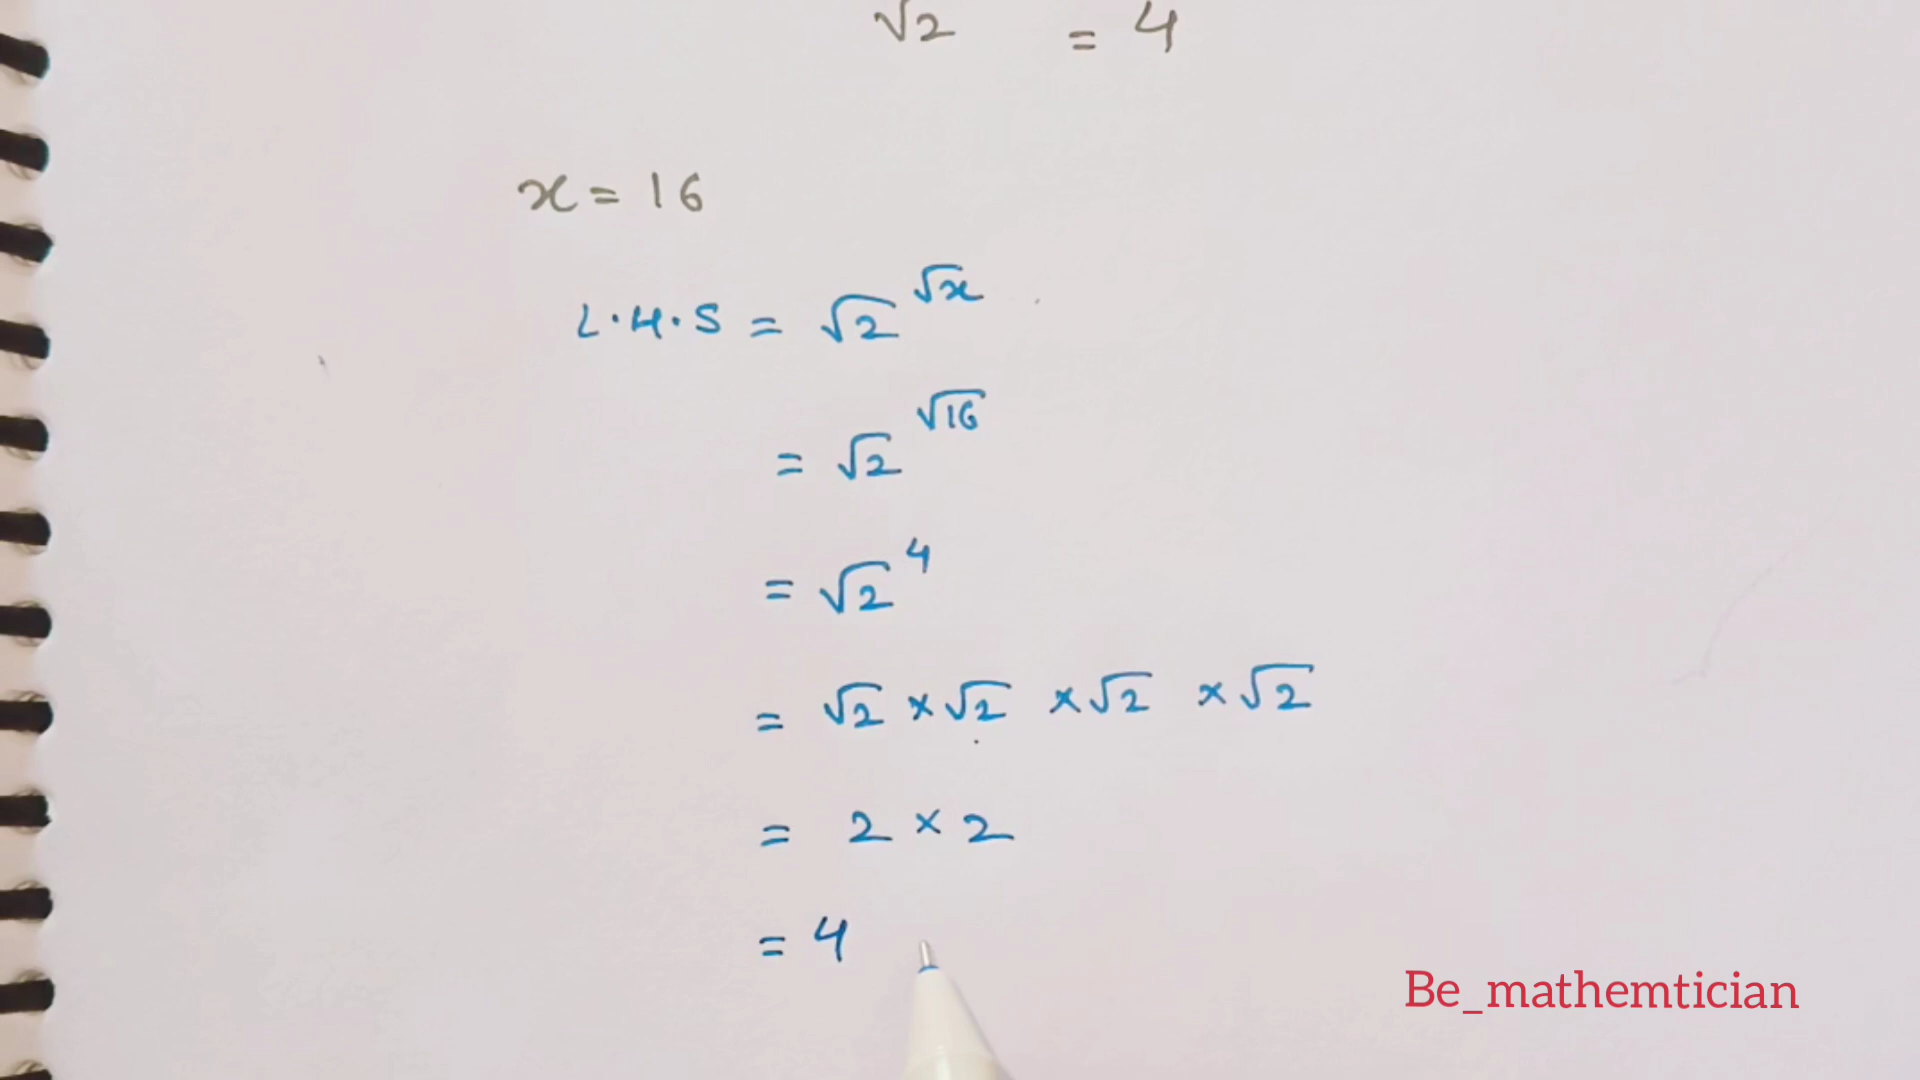 √2 = 4
x = 16
L.H.S = √2^√x
= √2^√16
= √2^4
= √2 × √2 × √2 × √2
= 2 × 2
= 4
Be_mathemtician